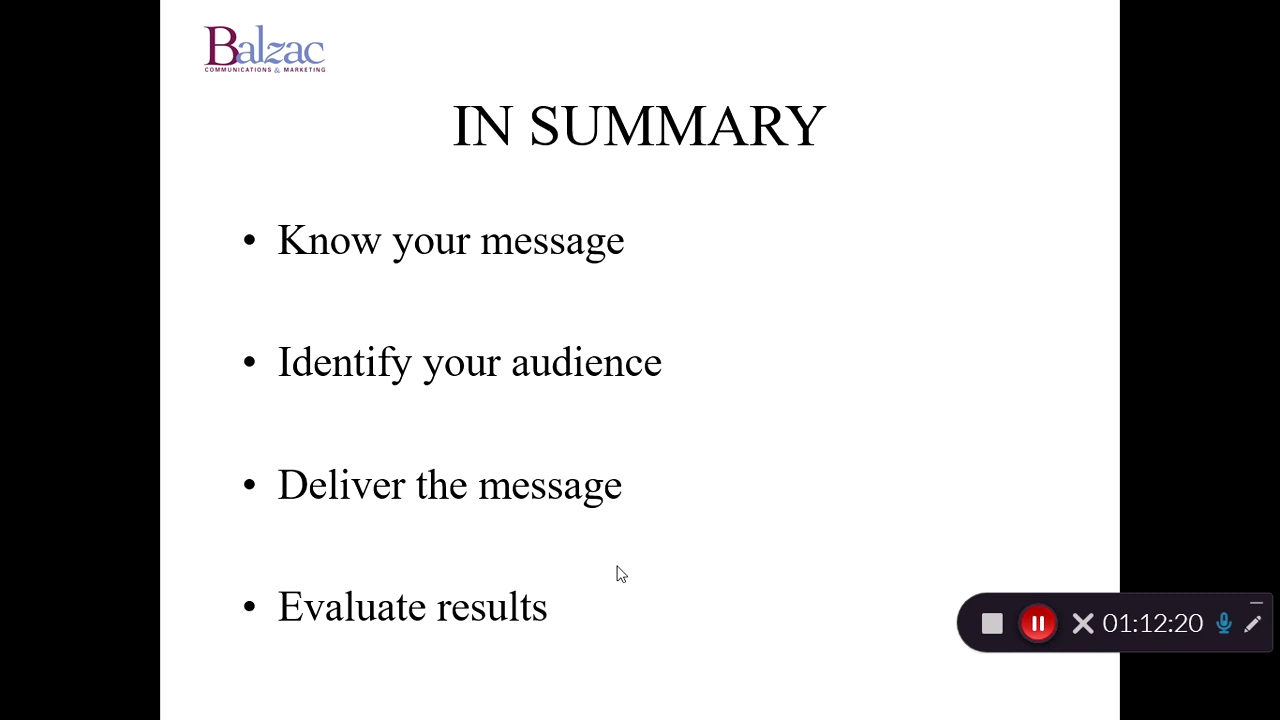 Balzac
COMMUNICATIONS & MARKETING
IN SUMMARY
• Know your message
• Identify your audience
• Deliver the message
• Evaluate results
01:12:20